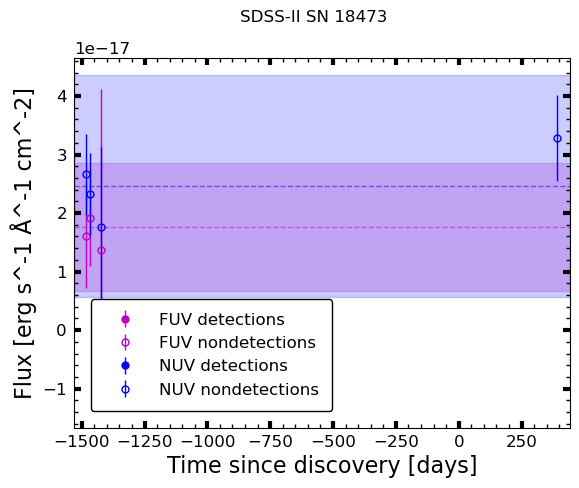 SDSS-II SN 18473
1e−17
4
3
2
1
0
−1
Flux [erg s^-1 Å^-1 cm^-2]
FUV detections
FUV nondetections
NUV detections
NUV nondetections
−1500 −1250 −1000 −750 −500 −250 0 250
Time since discovery [days]